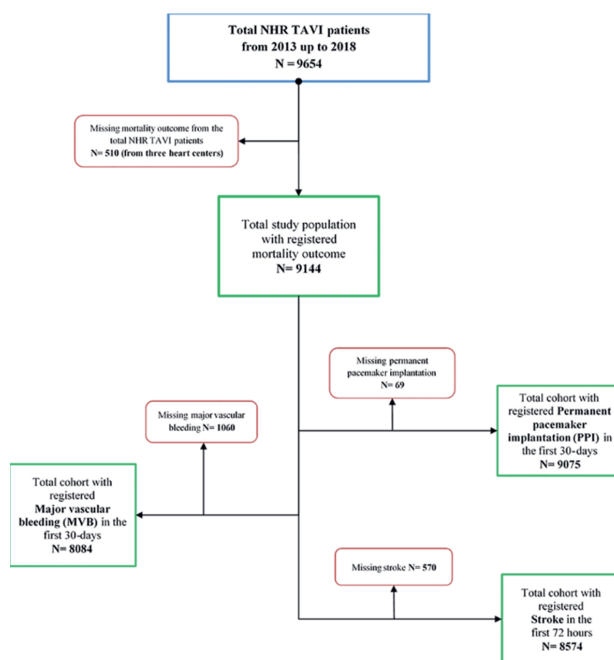 Total NHR TAVI patients
from 2013 up to 2018
N = 9654
Missing mortality outcome from the
total NHR TAVI patients
N= 510 (from three heart centers)
Total study population
with registered
mortality outcome
N= 9144
Missing permanent
pacemaker implantation
N= 69
Total cohort with
registered Permanent
pacemaker
implantation (PPI) in
the first 30-days
N= 9075
Missing major vascular
bleeding N= 1060
Total cohort with
registered
Major vascular
bleeding (MVB) in the
first 30-days
N= 8084
Missing stroke N= 570
Total cohort with
registered
Stroke in the
first 72 hours
N= 8574